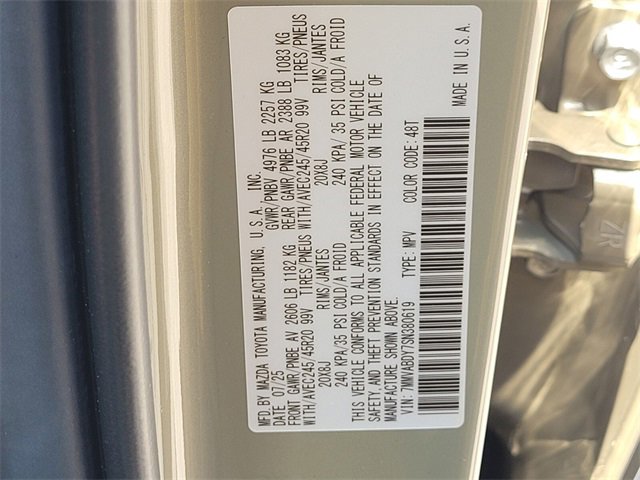 MFD. BY MAZDA TOYOTA MANUFACTURING, U.S.A. INC.
DATE 07/25 GVWR/PNBV 4976 LB 2257 KG
FRONT GAWR/PNBE AV 2606 LB 1182 KG REAR GAWR/PNBE AR 2388 LB 1083 KG
WITH/AVEC245/45R20 99V TIRES/PNEUS WITH/AVEC245/45R20 99V TIRES/PNEUS
20X8J RIMS/JANTES 20X8J RIMS/JANTES
240 KPA/35 PSI COLD/A FROID 240 KPA/35 PSI COLD/A FROID
THIS VEHICLE CONFORMS TO ALL APPLICABLE FEDERAL MOTOR VEHICLE
SAFETY, AND THEFT PREVENTION STANDARDS IN EFFECT ON THE DATE OF
MANUFACTURE SHOWN ABOVE.
VIN: 7MMVABDY7SN380619 TYPE: MPV COLOR CODE: 48T
MADE IN U.S.A.